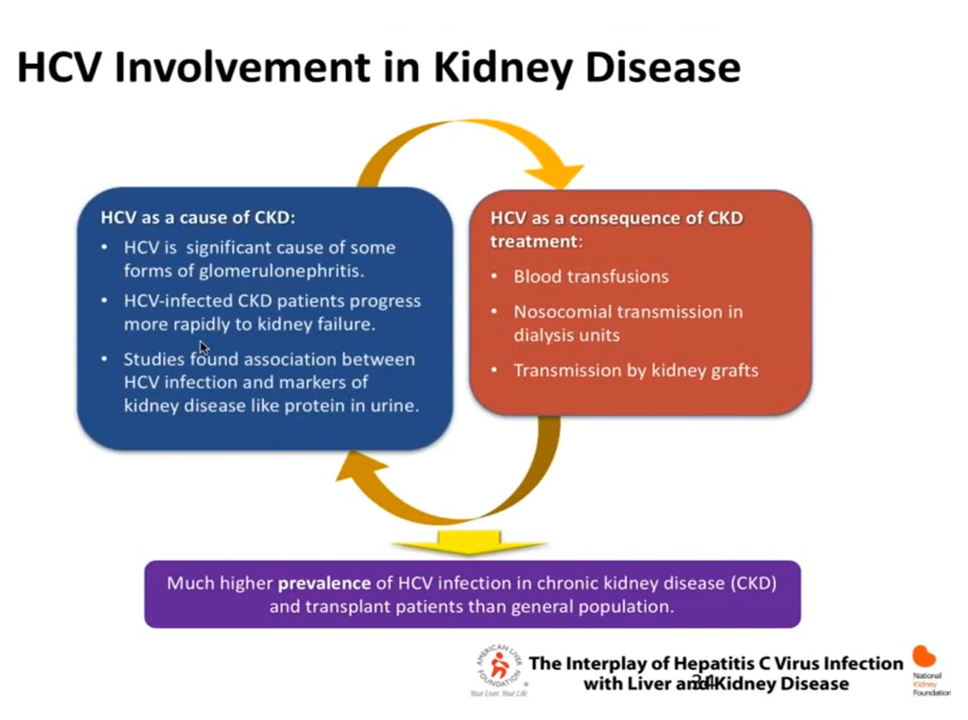 HCV Involvement in Kidney Disease
HCV as a cause of CKD:
• HCV is significant cause of some
forms of glomerulonephritis.
• HCV-infected CKD patients progress
more rapidly to kidney failure.
• Studies found association between
HCV infection and markers of
kidney disease like protein in urine.
HCV as a consequence of CKD
treatment:
• Blood transfusions
• Nosocomial transmission in
dialysis units
• Transmission by kidney grafts
Much higher prevalence of HCV infection in chronic kidney disease (CKD)
and transplant patients than general population.
AMERICAN LIVER
FOUNDATION
Your Liver. Your Life
The Interplay of Hepatitis C Virus Infection
with Liver and Kidney Disease
34
National
Kidney
Foundation